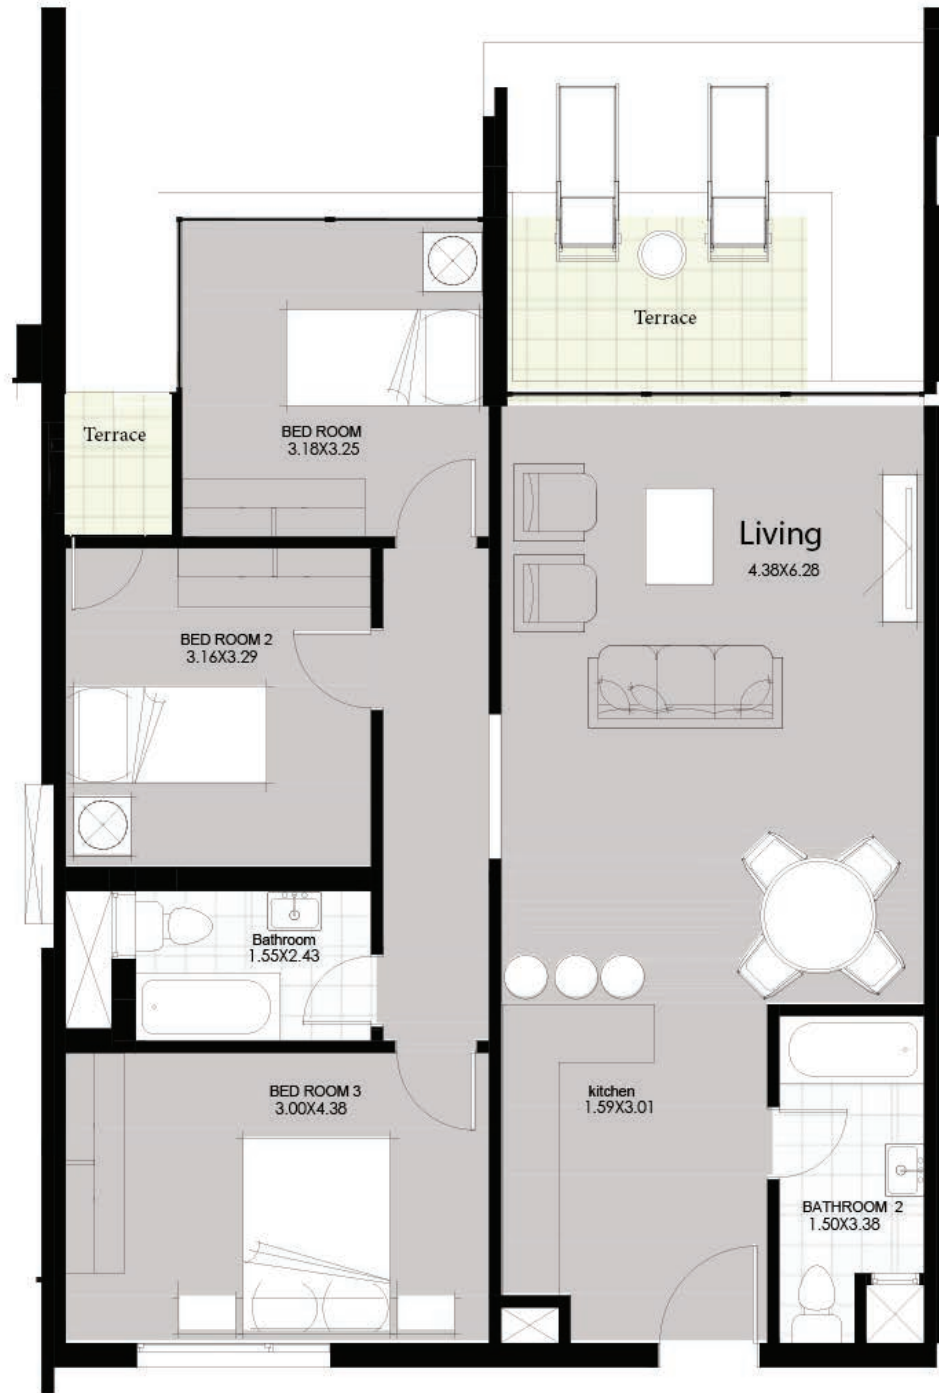 Terrace
Terrace
BED ROOM
3.18X3.25
Living
4.38X6.28
BED ROOM 2
3.16X3.29
Bathroom
1.55X2.43
BED ROOM 3
3.00X4.38
kitchen
1.59X3.01
BATHROOM 2
1.50X3.38